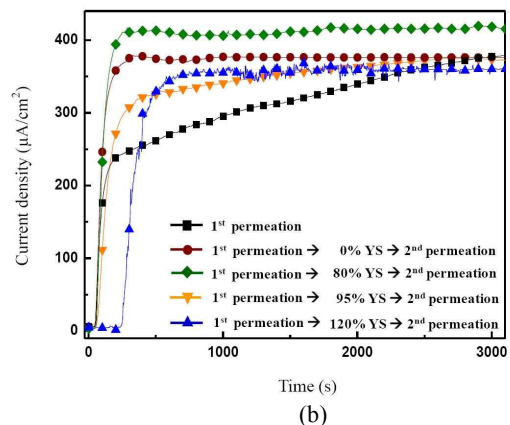 (b)
400
300
200
100
0
Current density (µA/cm²)
1st permeation
1st permeation → 0% YS → 2nd permeation
1st permeation → 80% YS → 2nd permeation
1st permeation → 95% YS → 2nd permeation
1st permeation → 120% YS → 2nd permeation
0 1000 2000 3000
Time (s)
(b)